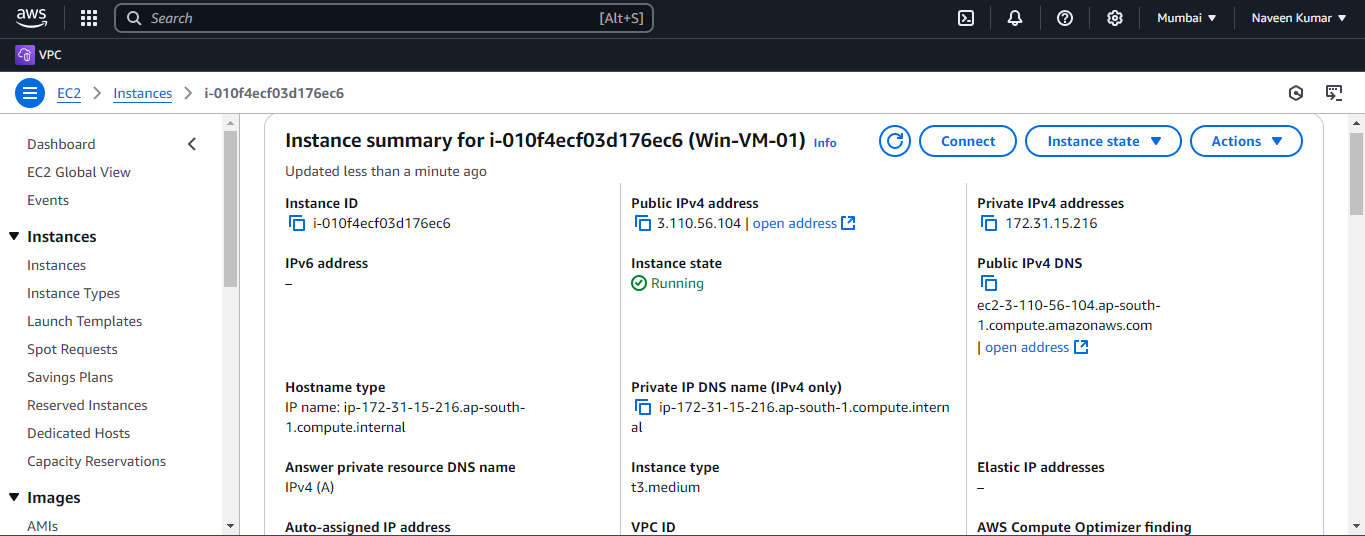 aws
Search
[Alt+S]
Mumbai
Naveen Kumar
VPC
EC2
Instances
i-010f4ecf03d176ec6
Dashboard
EC2 Global View
Events
Instances
Instances
Instance Types
Launch Templates
Spot Requests
Savings Plans
Reserved Instances
Dedicated Hosts
Capacity Reservations
Images
AMIs
Instance summary for i-010f4ecf03d176ec6 (Win-VM-01) Info
Updated less than a minute ago
Connect
Instance state
Actions
Instance ID
i-010f4ecf03d176ec6
Public IPv4 address
3.110.56.104 | open address
Private IPv4 addresses
172.31.15.216
IPv6 address
–
Instance state
Running
Public IPv4 DNS
ec2-3-110-56-104.ap-south-
1.compute.amazonaws.com
| open address
Hostname type
IP name: ip-172-31-15-216.ap-south-
1.compute.internal
Private IP DNS name (IPv4 only)
ip-172-31-15-216.ap-south-1.compute.intern
al
Answer private resource DNS name
IPv4 (A)
Instance type
t3.medium
Elastic IP addresses
–
Auto-assigned IP address
VPC ID
AWS Compute Optimizer finding